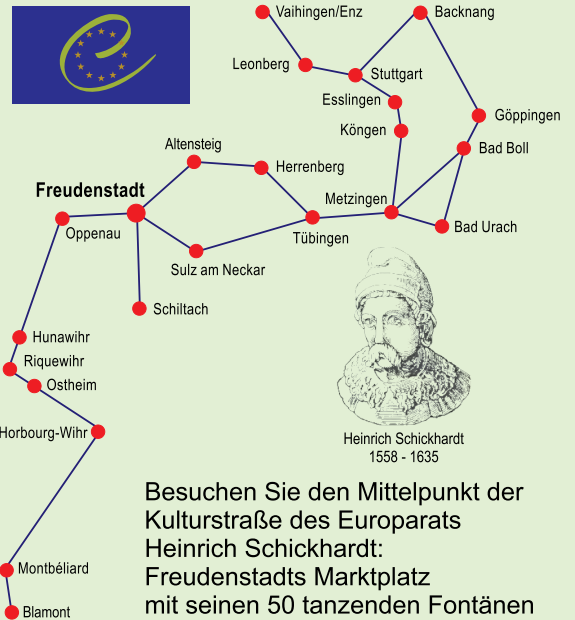 Vaihingen/Enz
Backnang
Leonberg
Stuttgart
Esslingen
Göppingen
Köngen
Bad Boll
Altensteig
Herrenberg
Freudenstadt
Metzingen
Oppenau
Tübingen
Bad Urach
Sulz am Neckar
Schiltach
Hunawihr
Riquewihr
Ostheim
Horbourg-Wihr
Heinrich Schickhardt
1558 - 1635
Besuchen Sie den Mittelpunkt der
Kulturstraße des Europarats
Heinrich Schickhardt:
Freudenstadts Marktplatz
mit seinen 50 tanzenden Fontänen
Montbéliard
Blamont